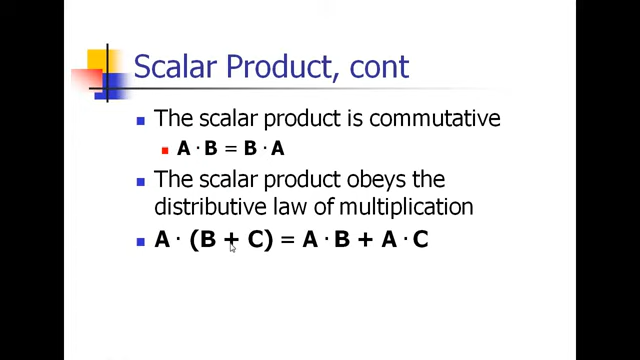 Scalar Product, cont
The scalar product is commutative
A · B = B · A
The scalar product obeys the
distributive law of multiplication
A · (B + C) = A · B + A · C